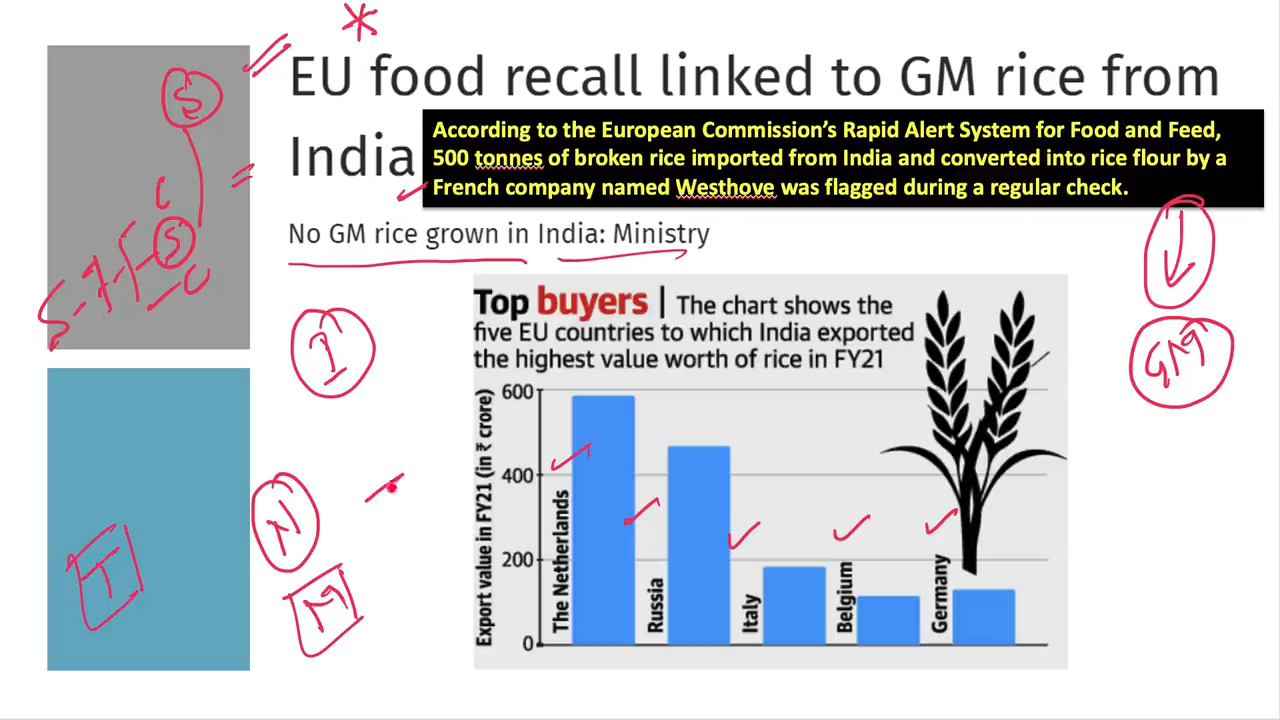 EU food recall linked to GM rice from
India
According to the European Commission's Rapid Alert System for Food and Feed,
500 tonnes of broken rice imported from India and converted into rice flour by a
French company named Westhove was flagged during a regular check.
No GM rice grown in India: Ministry
Top buyers | The chart shows the
five EU countries to which India exported
the highest value worth of rice in FY21
Export value in FY21 (in ₹ crore)
600
400
200
0
The Netherlands
Russia
Italy
Belgium
Germany
S
C
S
I
N
M
T